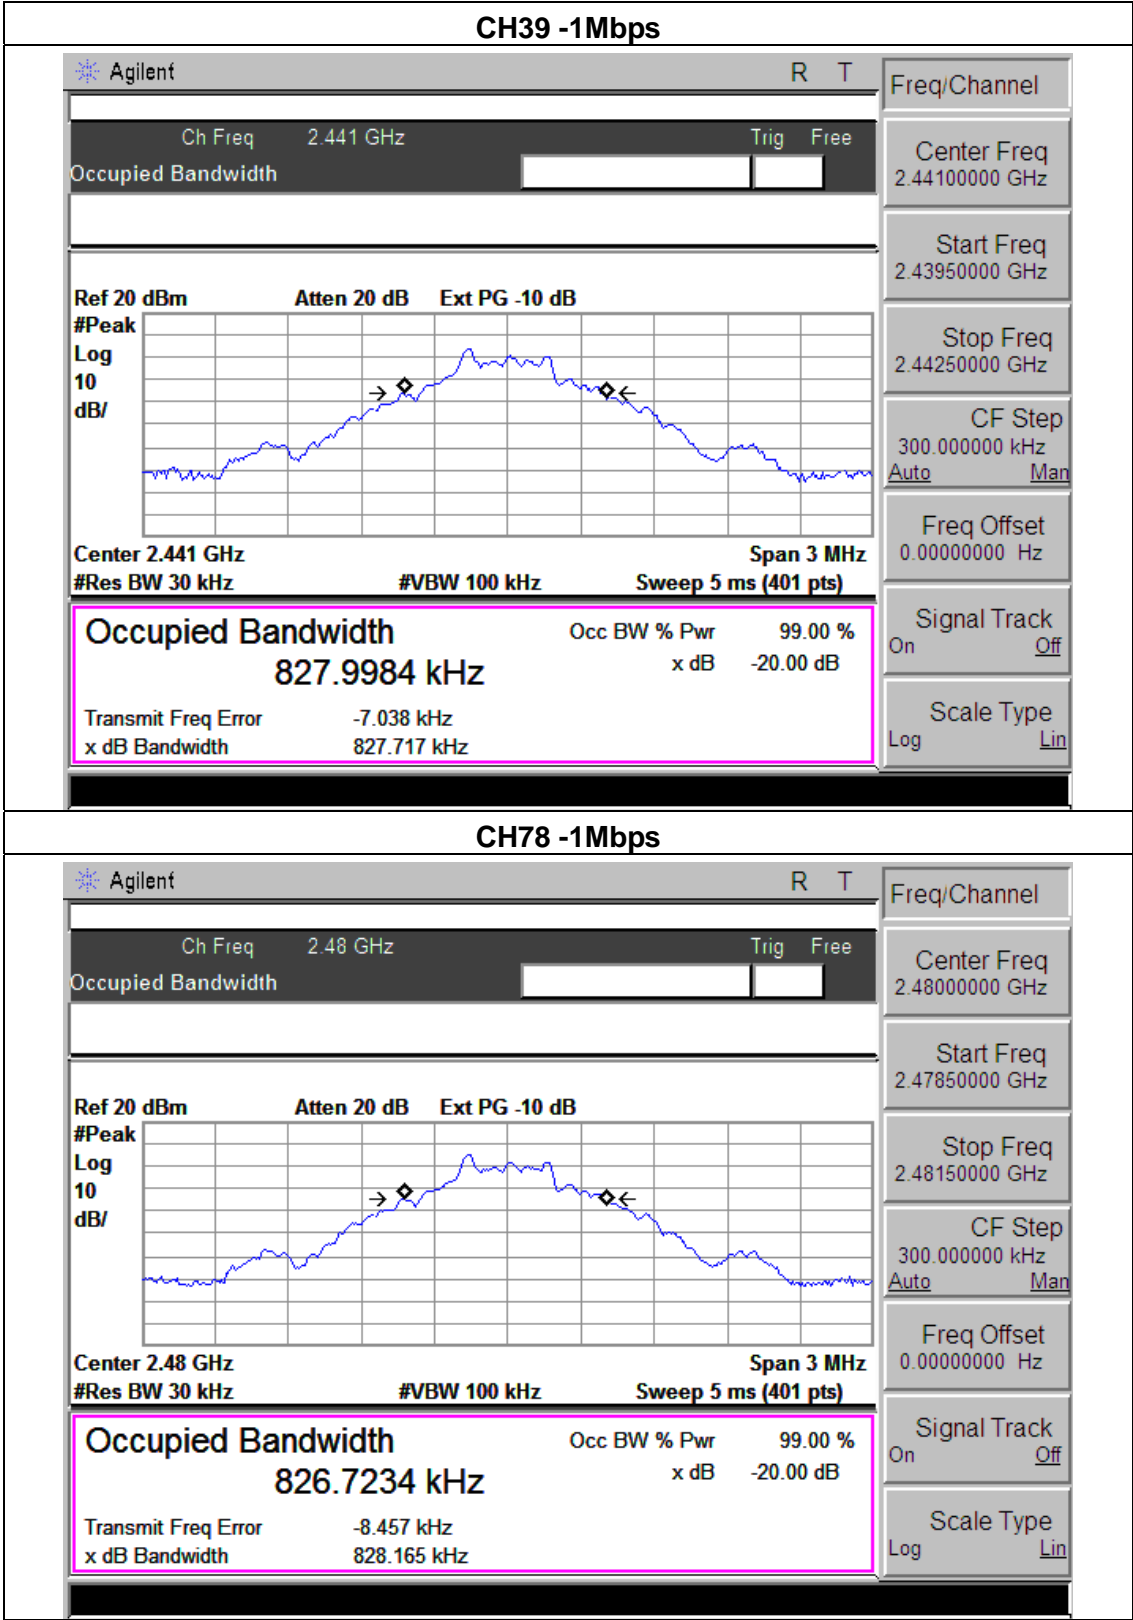 CH39 -1Mbps
Agilent R T
Freq/Channel
Ch Freq 2.441 GHz Trig Free
Occupied Bandwidth
Center Freq
2.44100000 GHz
Start Freq
2.43950000 GHz
Ref 20 dBm Atten 20 dB Ext PG -10 dB
#Peak
Log
10
dB/
Stop Freq
2.44250000 GHz
CF Step
300.000000 kHz
Auto Man
Freq Offset
0.00000000 Hz
Center 2.441 GHz Span 3 MHz
#Res BW 30 kHz #VBW 100 kHz Sweep 5 ms (401 pts)
Occupied Bandwidth Occ BW % Pwr 99.00 %
827.9984 kHz x dB -20.00 dB
Transmit Freq Error -7.038 kHz
x dB Bandwidth 827.717 kHz
Signal Track
On Off
Scale Type
Log Lin
CH78 -1Mbps
Agilent R T
Freq/Channel
Ch Freq 2.48 GHz Trig Free
Occupied Bandwidth
Center Freq
2.48000000 GHz
Start Freq
2.47850000 GHz
Ref 20 dBm Atten 20 dB Ext PG -10 dB
#Peak
Log
10
dB/
Stop Freq
2.48150000 GHz
CF Step
300.000000 kHz
Auto Man
Freq Offset
0.00000000 Hz
Center 2.48 GHz Span 3 MHz
#Res BW 30 kHz #VBW 100 kHz Sweep 5 ms (401 pts)
Occupied Bandwidth Occ BW % Pwr 99.00 %
826.7234 kHz x dB -20.00 dB
Transmit Freq Error -8.457 kHz
x dB Bandwidth 828.165 kHz
Signal Track
On Off
Scale Type
Log Lin